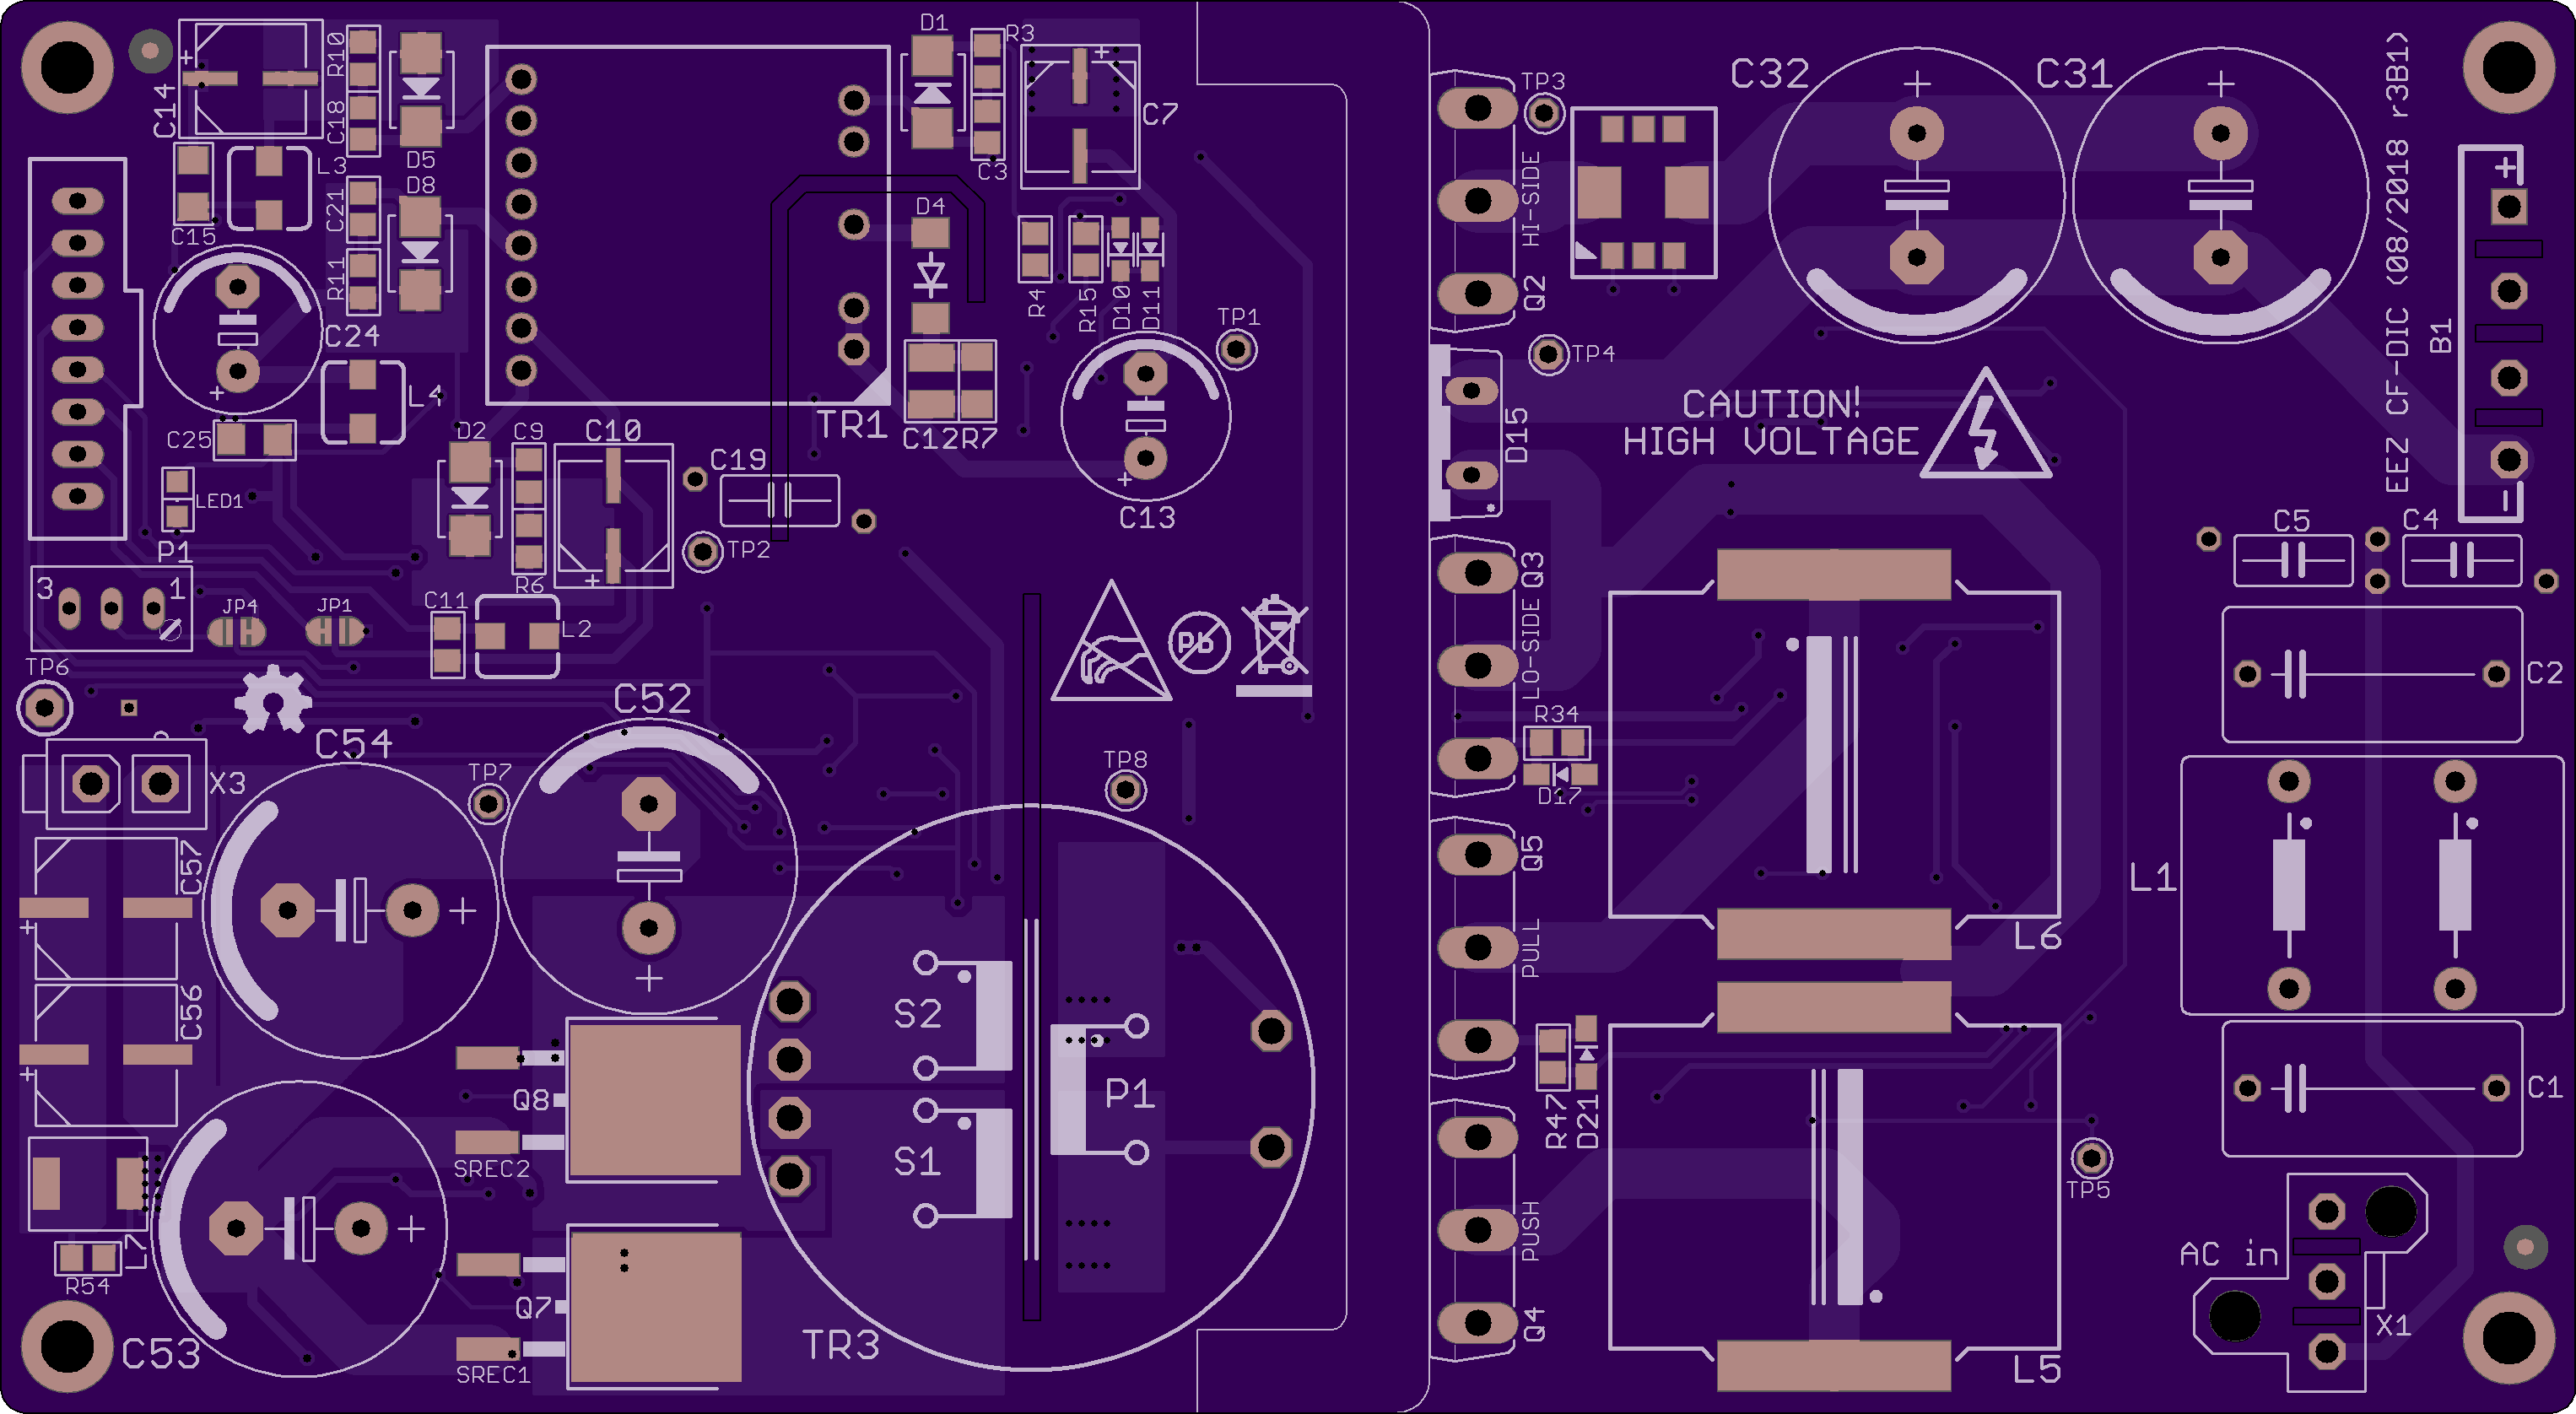 C14
+
R10
C18
D5
D8
L3
C15
C21
R11
C24
+
L4
C25
LED1
P1
3
1
JP4
JP1
TP6
TR1
D1
R3
+
C7
C3
D4
R4
R15
D10
D11
TP1
C12
R7
+
C13
D2
C9
C10
+
R6
C19
TP2
C11
L2
Pb
TP3
HI-SIDE
Q2
TP4
D15
C32
+
C31
+
CAUTION!
HIGH VOLTAGE
EEZ CF-DIC (08/2018 r3B1)
B1
+
-
C5
C4
C2
Q3
LO-SIDE
R34
D17
Q5
PULL
L6
L1
R47
D21
PUSH
Q4
L5
TP5
C1
AC in
X1
X3
C54
+
TP7
C52
+
TP8
C57
+
C56
+
L7
R54
C53
+
Q8
SREC2
Q7
SREC1
S2
S1
P1
TR3